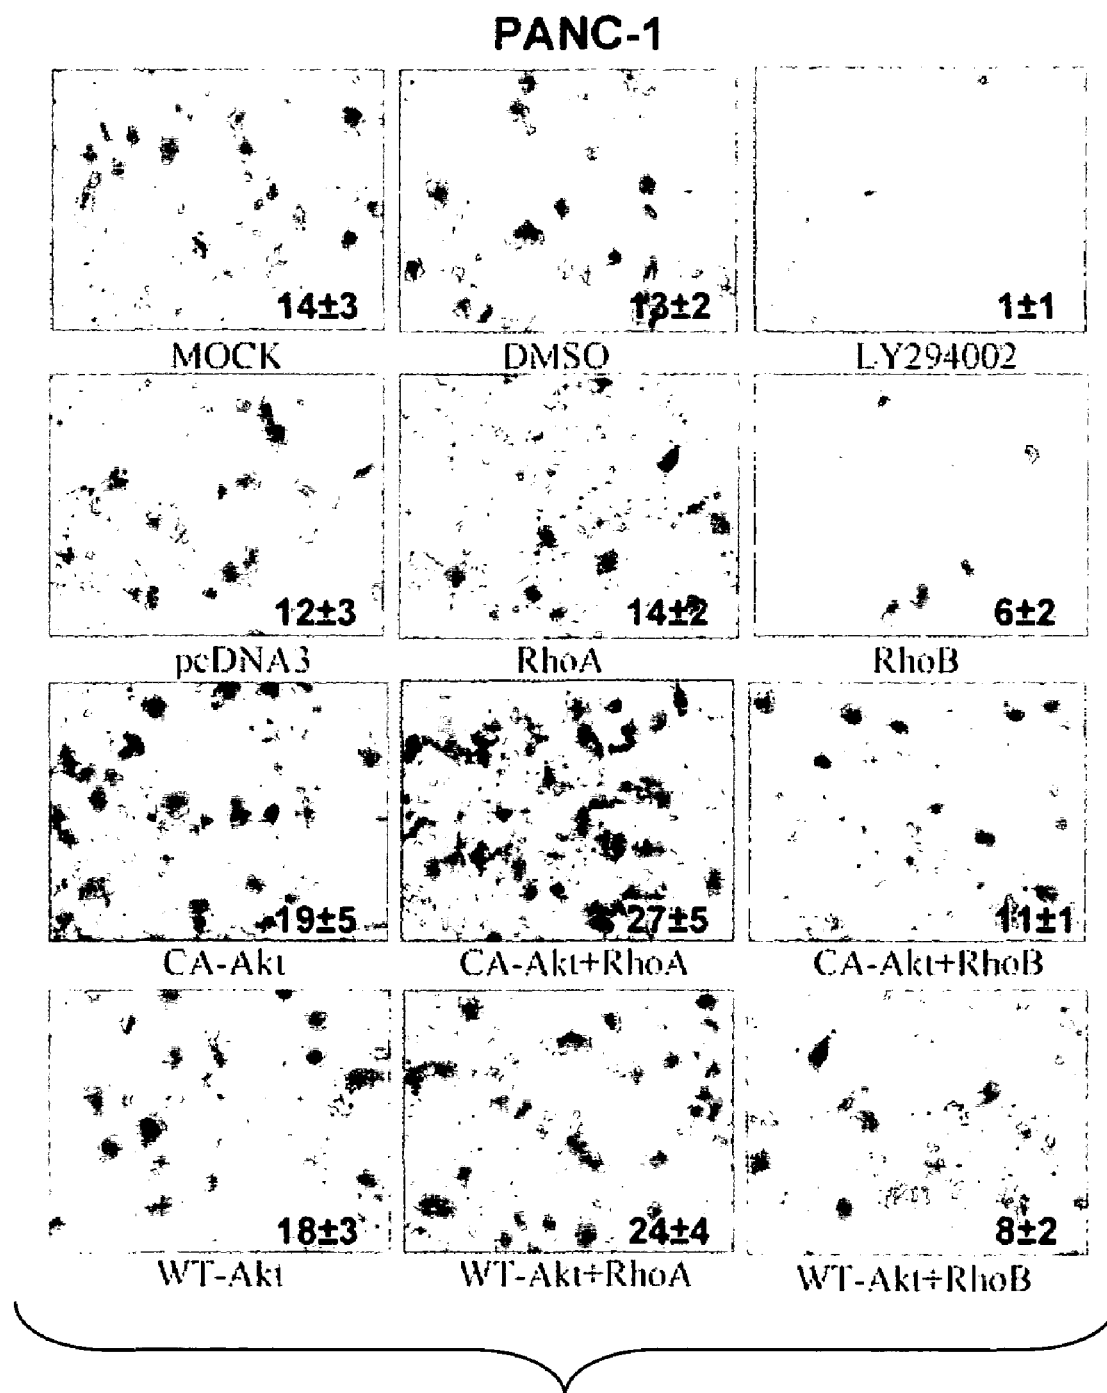 PANC-1
14±3 13±2 1±1
MOCK DMSO LY294002
12±3 14±2 6±2
pcDNA3 RhoA RhoB
19±5 27±5 11±1
CA-Akt CA-Akt+RhoA CA-Akt+RhoB
18±3 24±4 8±2
WT-Akt WT-Akt+RhoA WT-Akt+RhoB